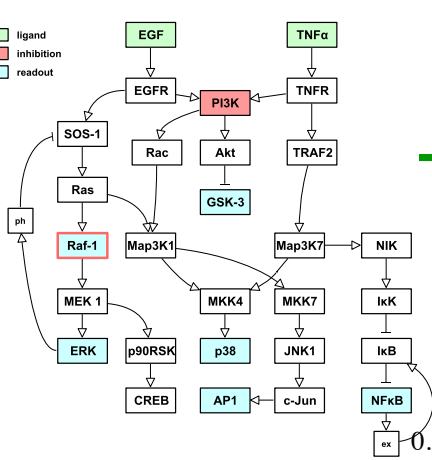 ligand
EGF
TNFα
inhibition
readout
EGFR
PI3K
TNFR
SOS-1
Rac
Akt
TRAF2
Ras
GSK-3
ph
Raf-1
Map3K1
Map3K7
NIK
MEK 1
MKK4
MKK7
IκK
ERK
p90RSK
p38
JNK1
IκB
CREB
AP1
c-Jun
NFκB
ex
0.